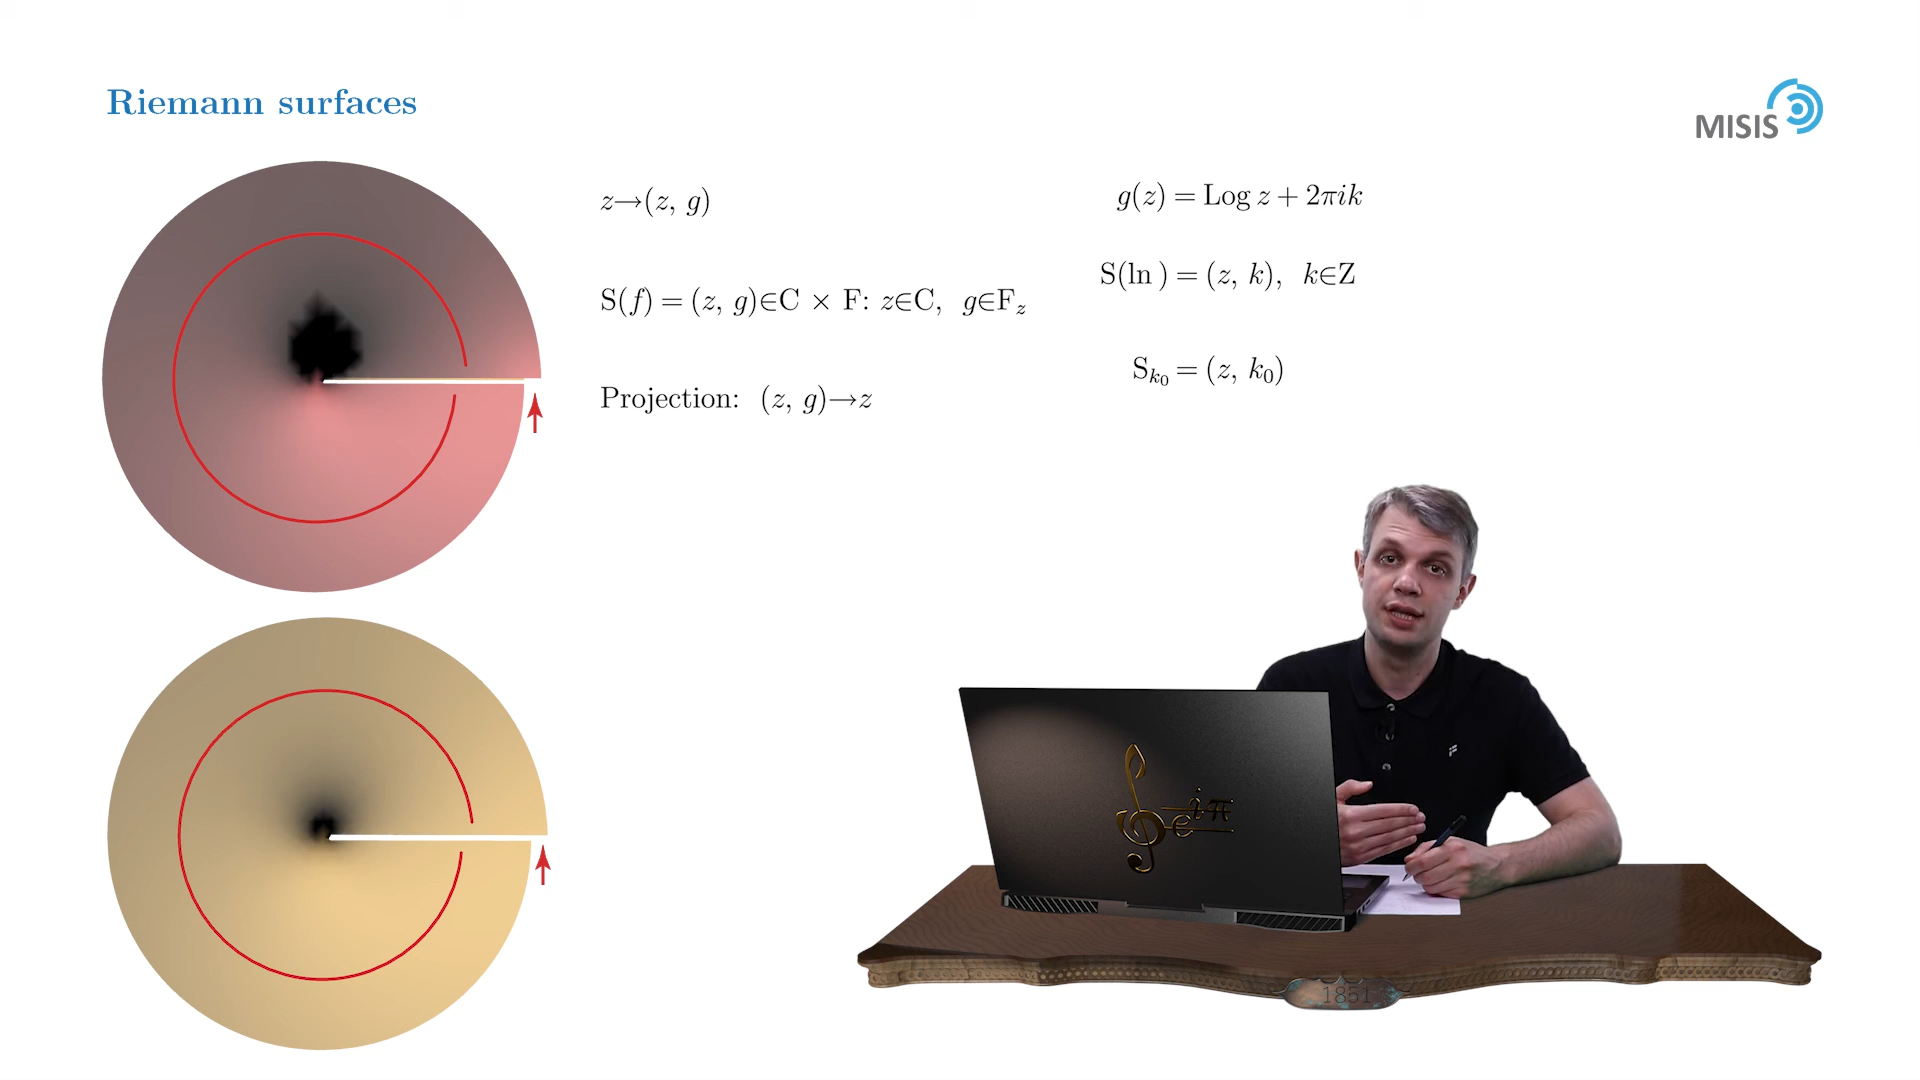 Riemann surfaces
MISIS
z→(z, g)
S(f) = (z, g)∈C × F: z∈C, g∈F_z
Projection: (z, g)→z
g(z) = Log z + 2πik
S(ln ) = (z, k), k∈Z
S_{k_0} = (z, k_0)
e^{iπ}
1851